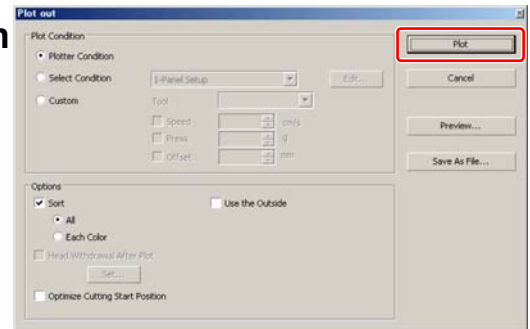 n
Plot out
Plot Condition
Plotter Condition
Select Condition
1-Panel Setup
Edit...
Custom
Tool
Speed
cm/s
Press
g
Offset
mm
Plot
Cancel
Preview...
Save As File...
Options
Sort
Use the Outside
All
Each Color
Head Withdrawal After Plot
Set...
Optimize Cutting Start Position